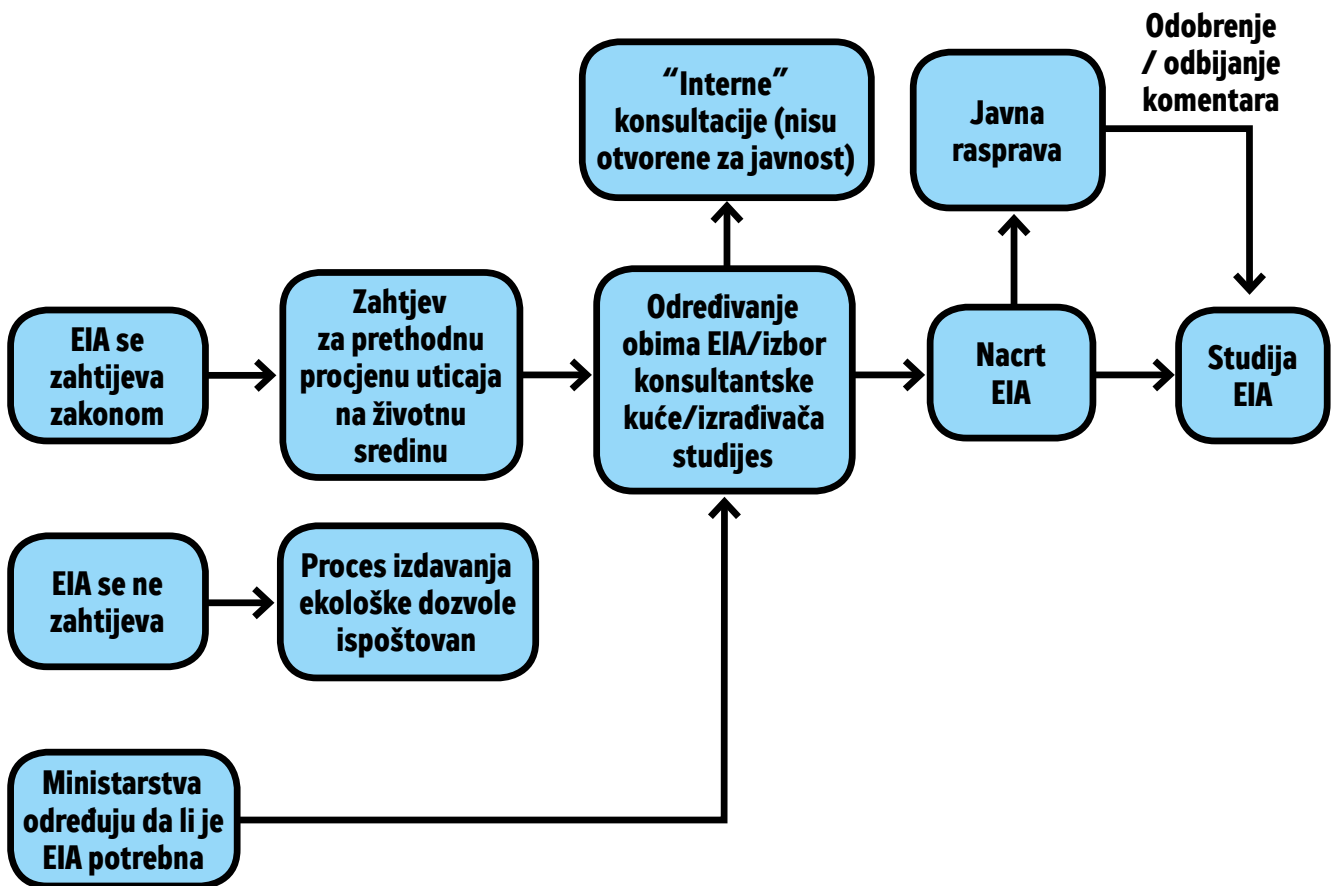 Odobrenje
/ odbijanje
komentara
“Interne”
konsultacije (nisu
otvorene za javnost)
Javna
rasprava
EIA se
zahtijeva
zakonom
Zahtjev
za prethodnu
procjenu uticaja
na životnu
sredinu
Određivanje
obima EIA/izbor
konsultantske
kuće/izrađivača
studijes
Nacrt
EIA
Studija
EIA
EIA se ne
zahtijeva
Proces izdavanja
ekološke dozvole
ispoštovan
Ministarstva
određuju da li je
EIA potrebna